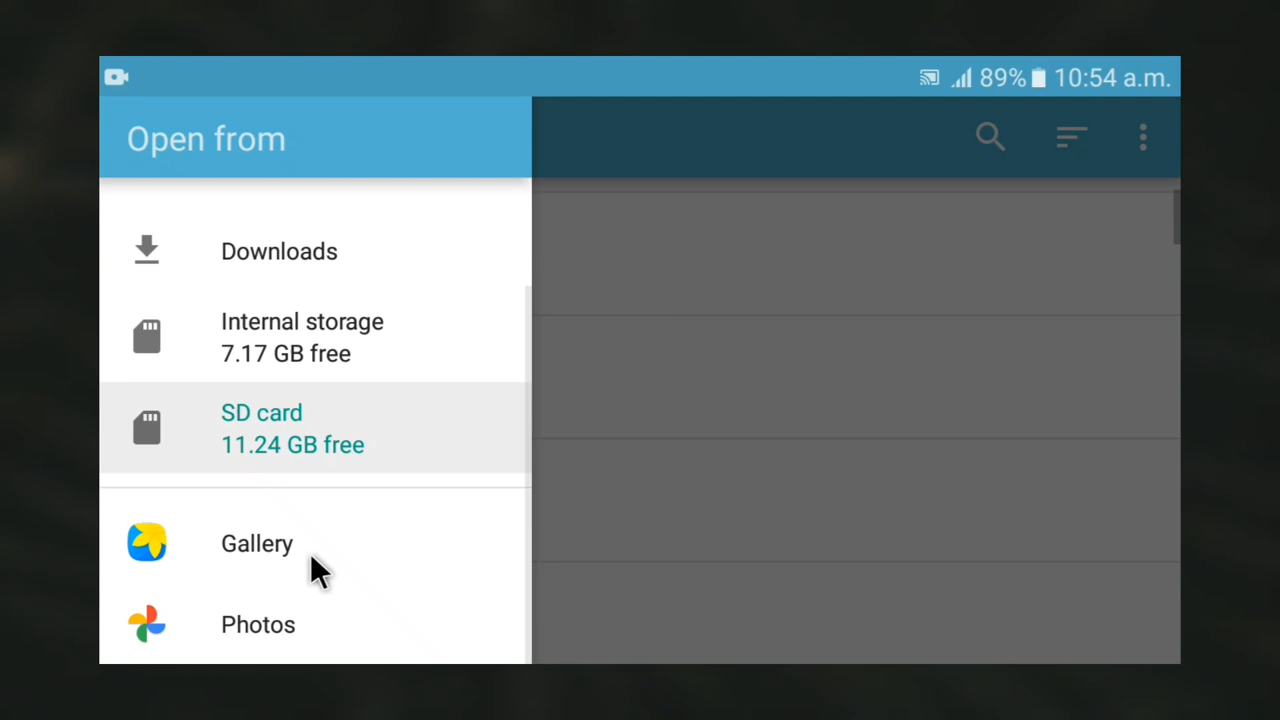 89% 10:54 a.m.
Open from
Downloads
Internal storage
7.17 GB free
SD card
11.24 GB free
Gallery
Photos